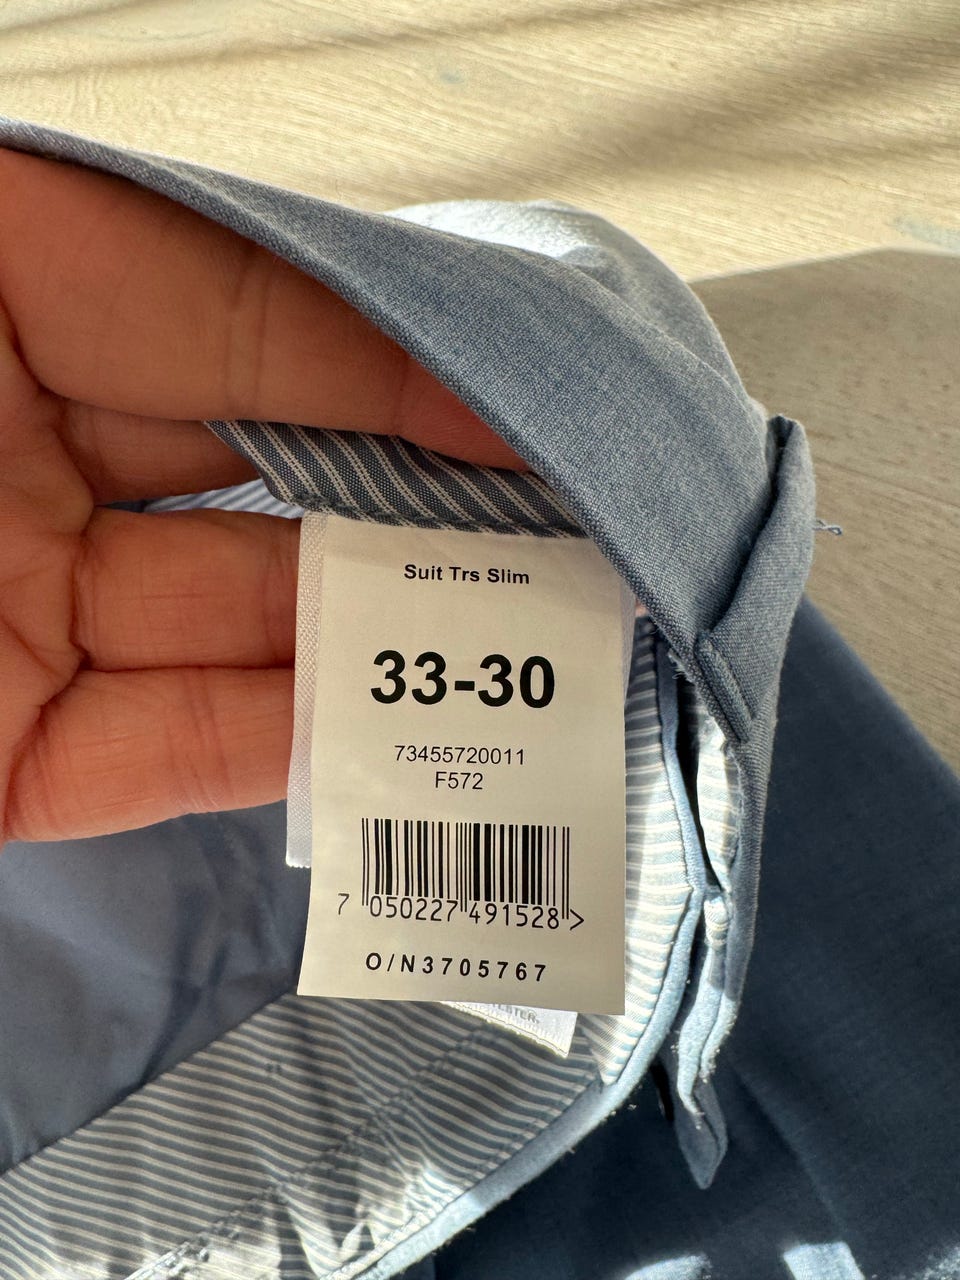 Suit Trs Slim
33-30
73455720011
F572
7 050227 491528 >
O/N3705767